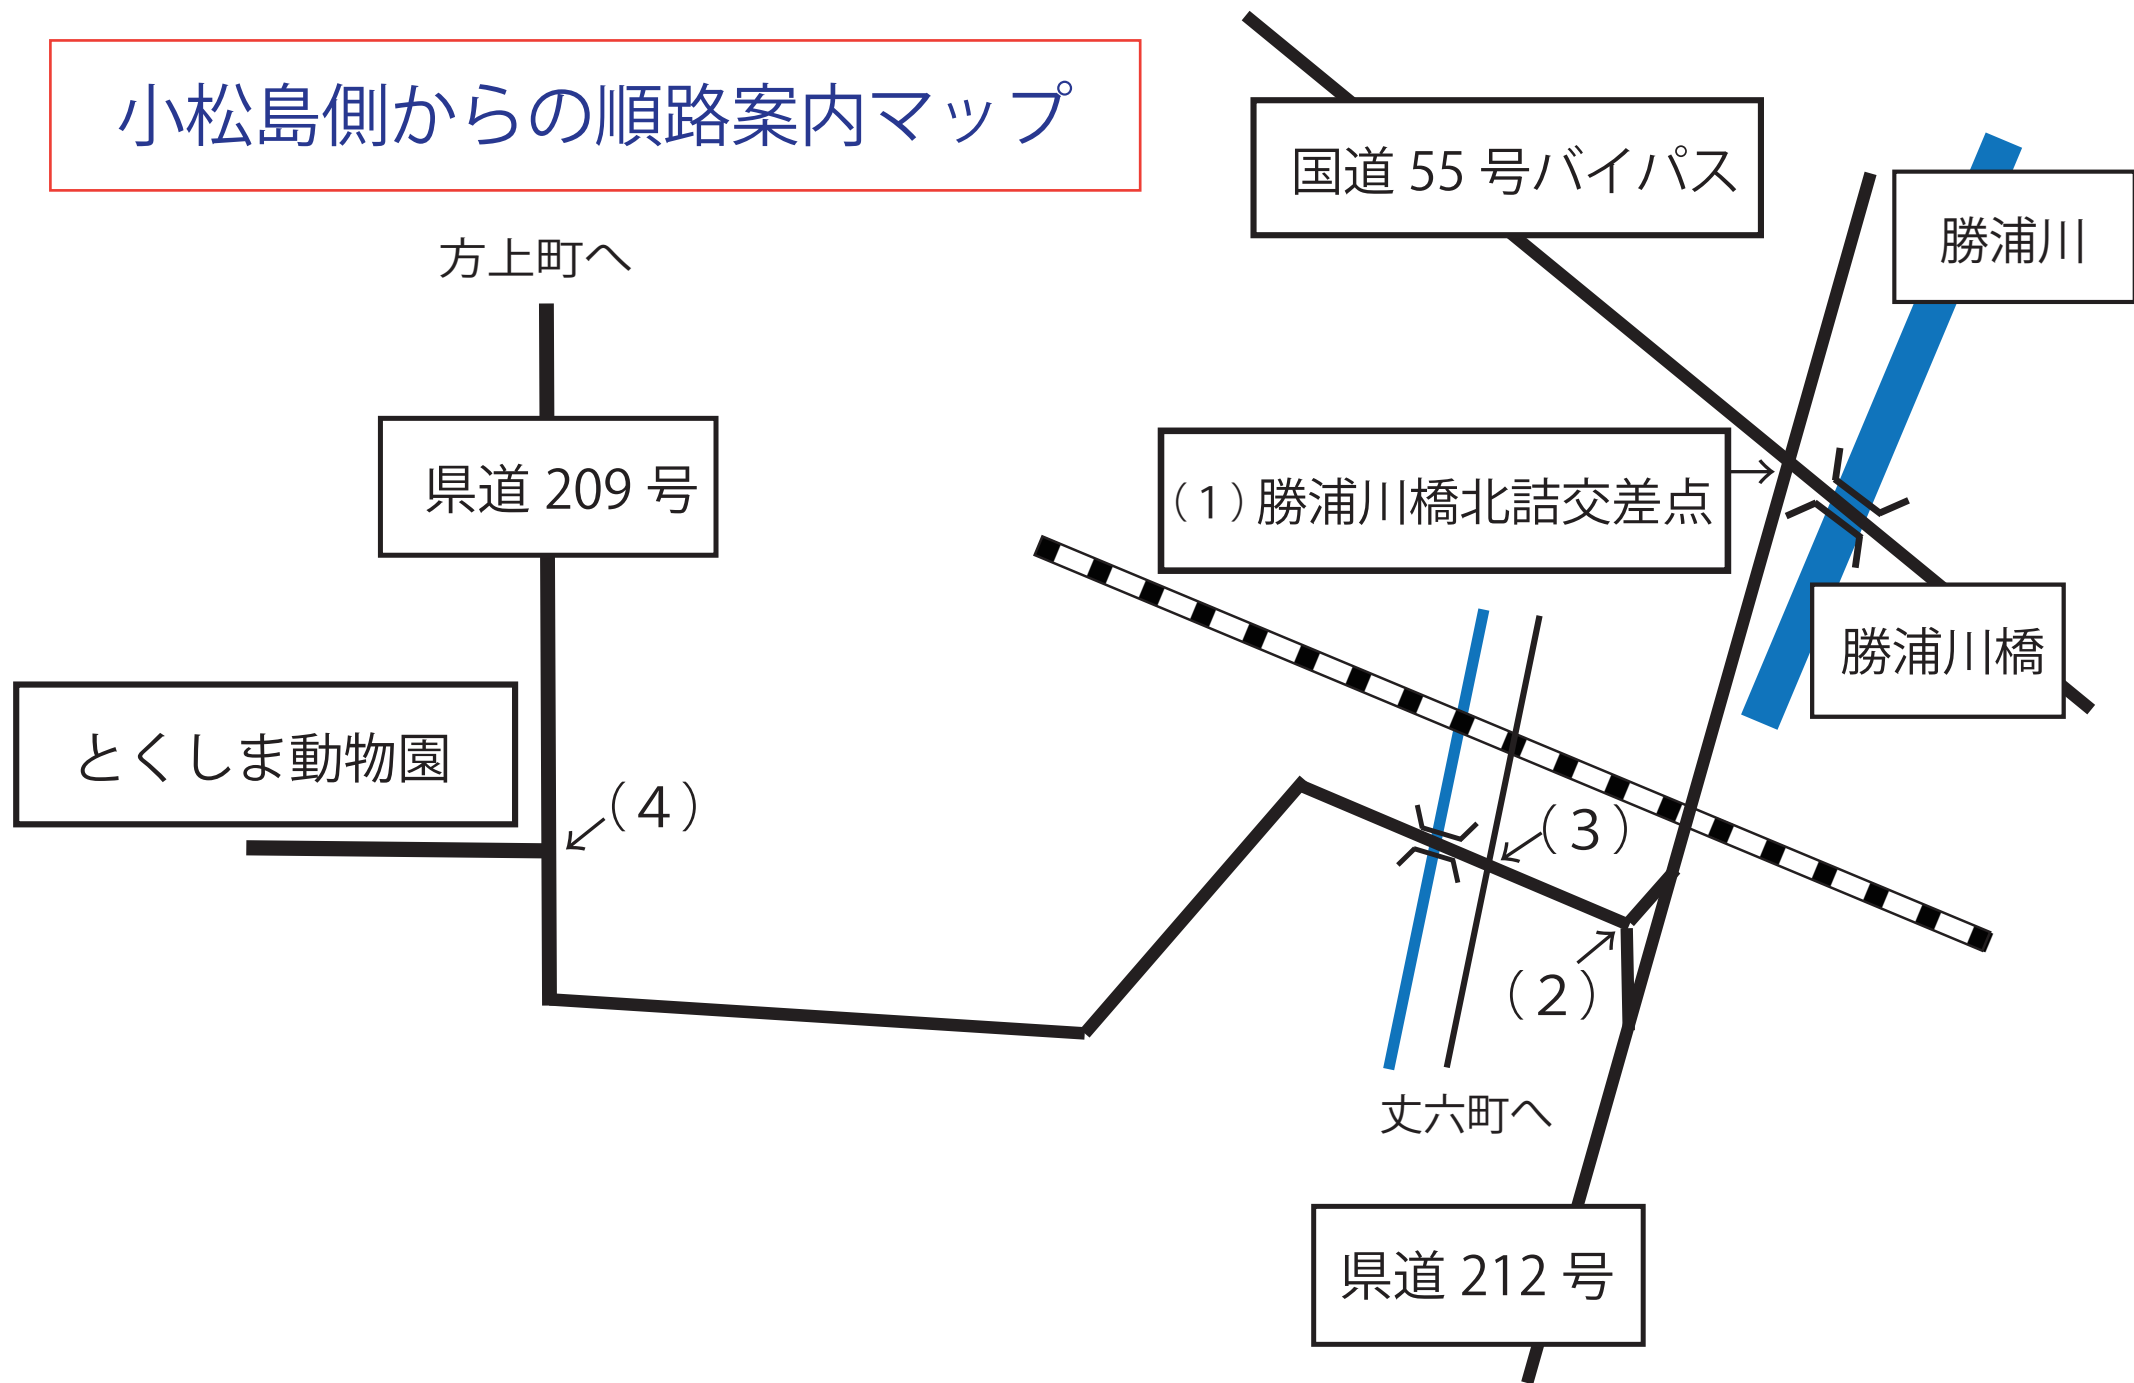 小松島側からの順路案内マップ
国道 55 号バイパス
勝浦川
方上町へ
県道 209 号
（１）勝浦川橋北詰交差点
勝浦川橋
とくしま動物園
（４）
（３）
（２）
丈六町へ
県道 212 号